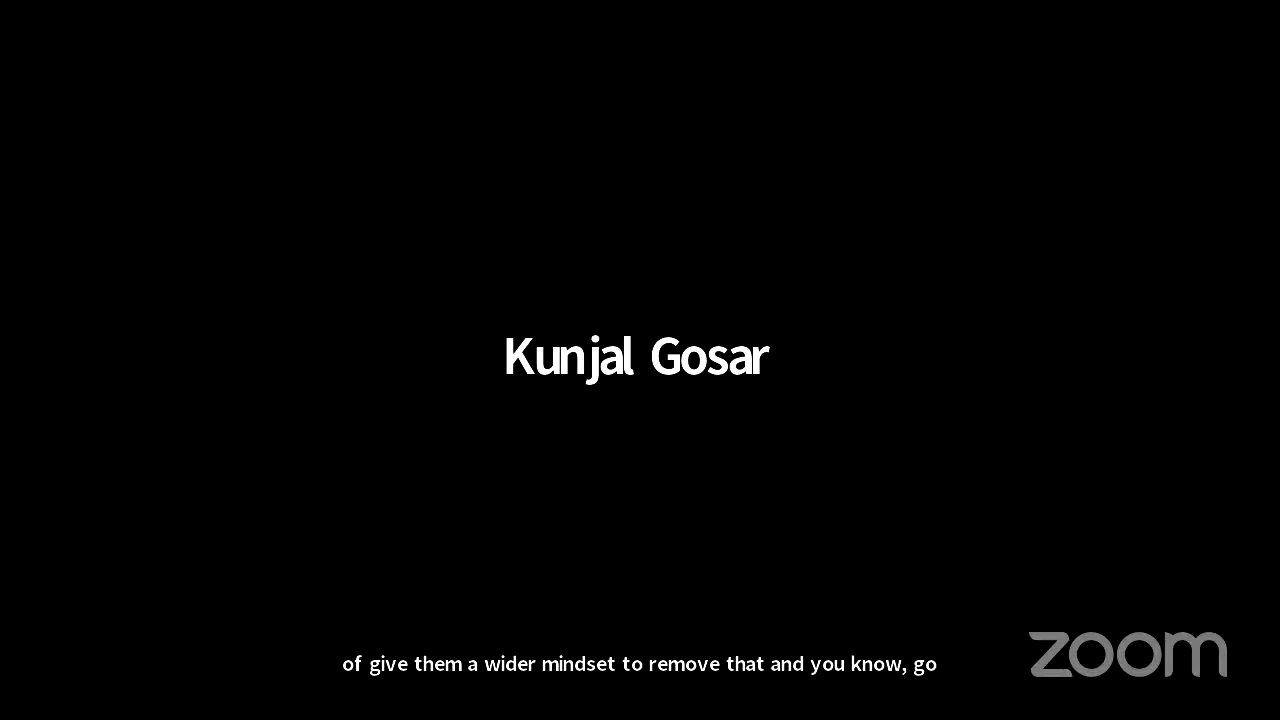 Kunjal Gosar
of give them a wider mindset to remove that and you know, go
zoom